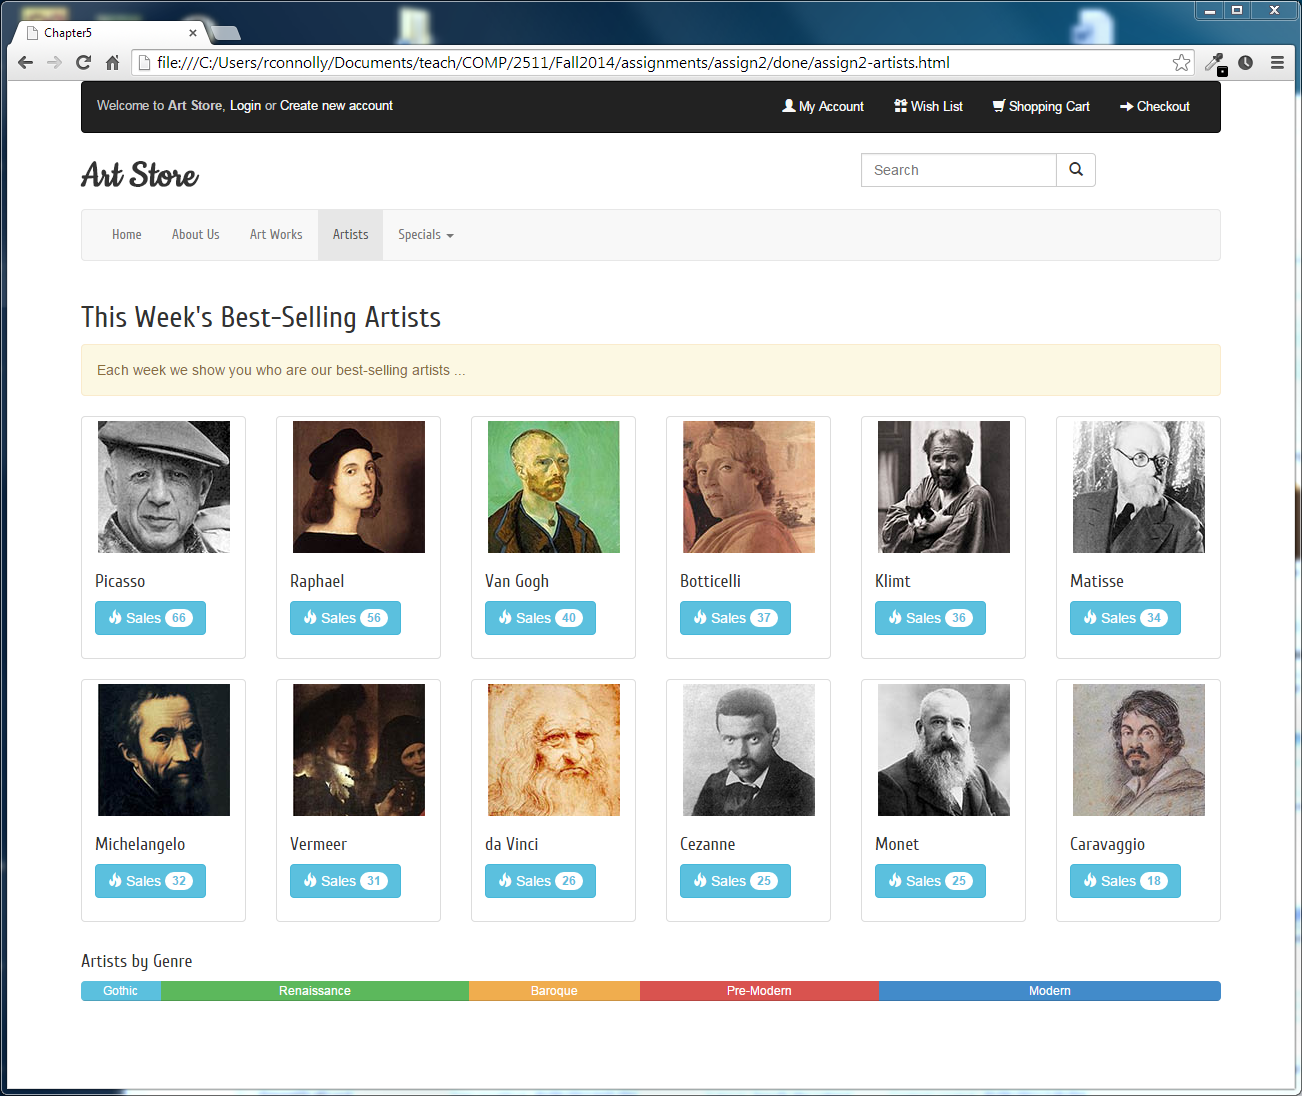 Chapter5
file:///C:/Users/rconnolly/Documents/teach/COMP/2511/Fall2014/assignments/assign2/done/assign2-artists.html
Welcome to Art Store, Login or Create new account
My Account Wish List Shopping Cart Checkout
Art Store
Search
Home About Us Art Works Artists Specials
This Week's Best-Selling Artists
Each week we show you who are our best-selling artists ...
Picasso Raphael Van Gogh Botticelli Klimt Matisse
Sales 66 Sales 56 Sales 40 Sales 37 Sales 36 Sales 34
Michelangelo Vermeer da Vinci Cezanne Monet Caravaggio
Sales 32 Sales 31 Sales 26 Sales 25 Sales 25 Sales 18
Artists by Genre
Gothic Renaissance Baroque Pre-Modern Modern